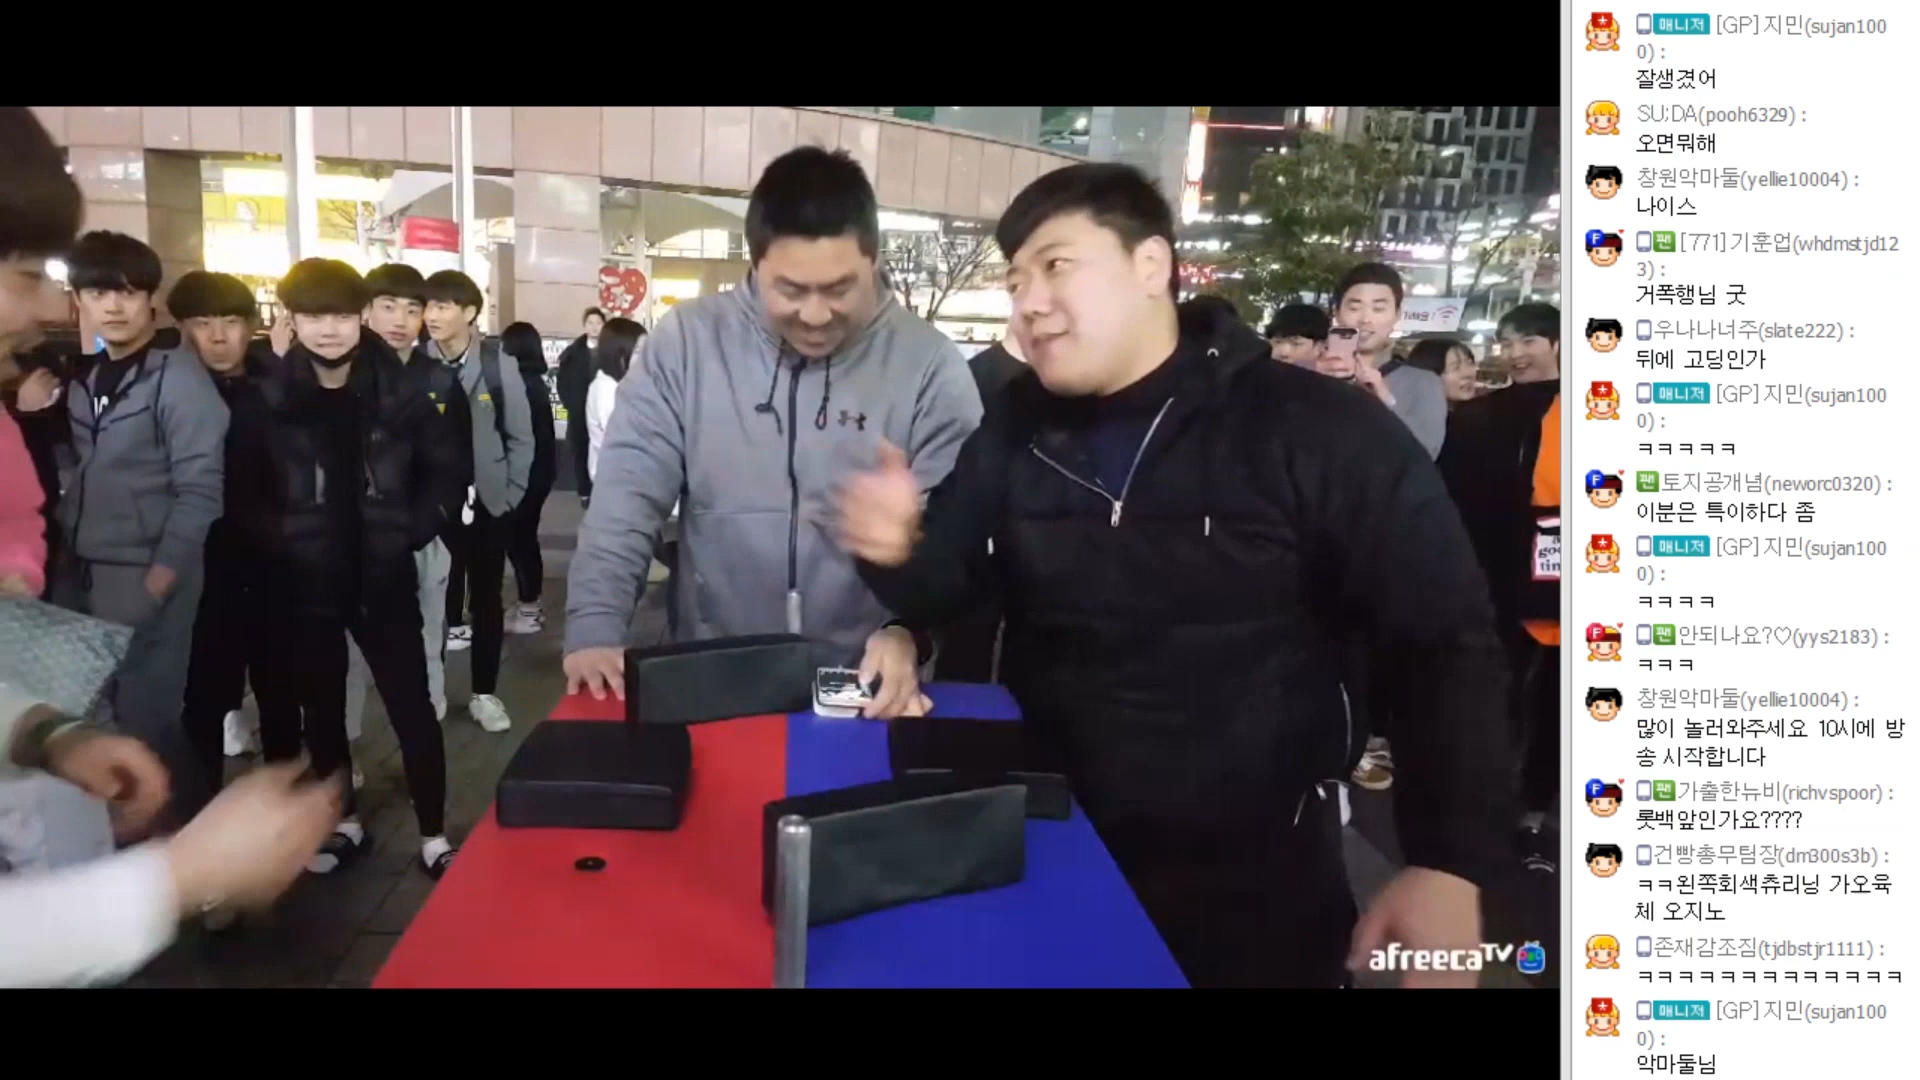 매니저 [GP]지민(sujan100
0) :
잘생겼어
SU;DA(pooh6329) :
오면뭐해
창원악마둘(yellie10004) :
나이스
팬 [771]기훈업(whdmstjd12
3) :
거폭행님 굿
우나나너주(slate222) :
뒤에 고딩인가
매니저 [GP]지민(sujan100
0) :
ㅋㅋㅋㅋㅋ
팬 토지공개념(neworc0320) :
이분은 특이하다 좀
매니저 [GP]지민(sujan100
0) :
ㅋㅋㅋㅋ
팬 안되나요?♡(yys2183) :
ㅋㅋㅋ
창원악마둘(yellie10004) :
많이 놀러와주세요 10시에 방
송 시작합니다
팬 가출한뉴비(richvspoor) :
롯백앞인가요????
건빵총무팀장(dm300s3b) :
ㅋㅋ왼쪽회색츄리닝 가오육
체 오지노
존재감조짐(tjdbstjr1111) :
ㅋㅋㅋㅋㅋㅋㅋㅋㅋㅋㅋㅋㅋ
매니저 [GP]지민(sujan100
0) :
악마둘님
afreecaTV